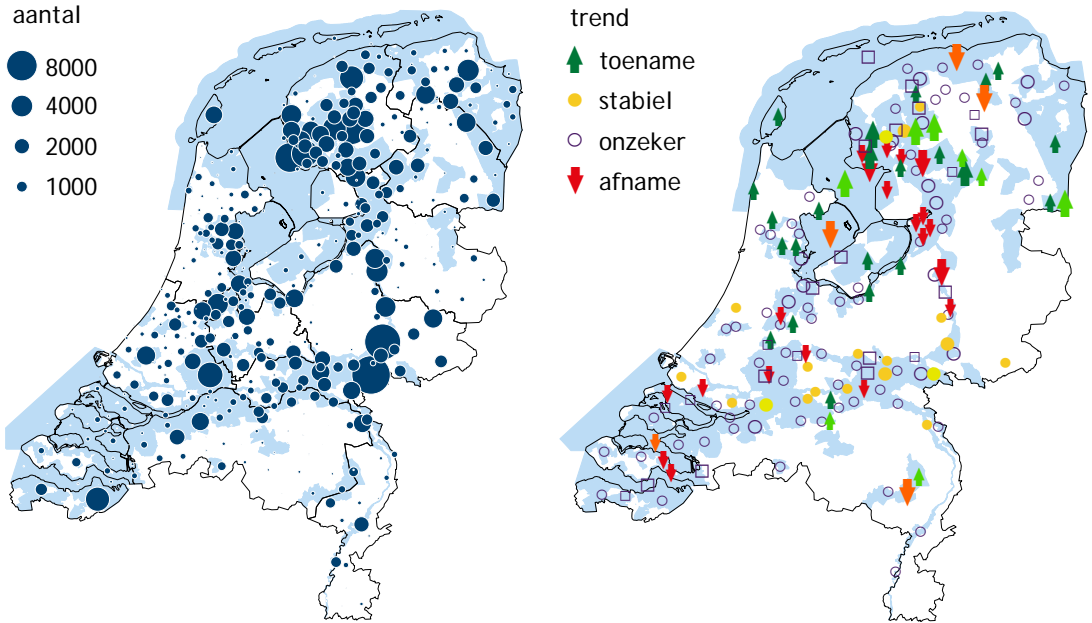 aantal
8000
4000
2000
1000
trend
toename
stabiel
onzeker
afname